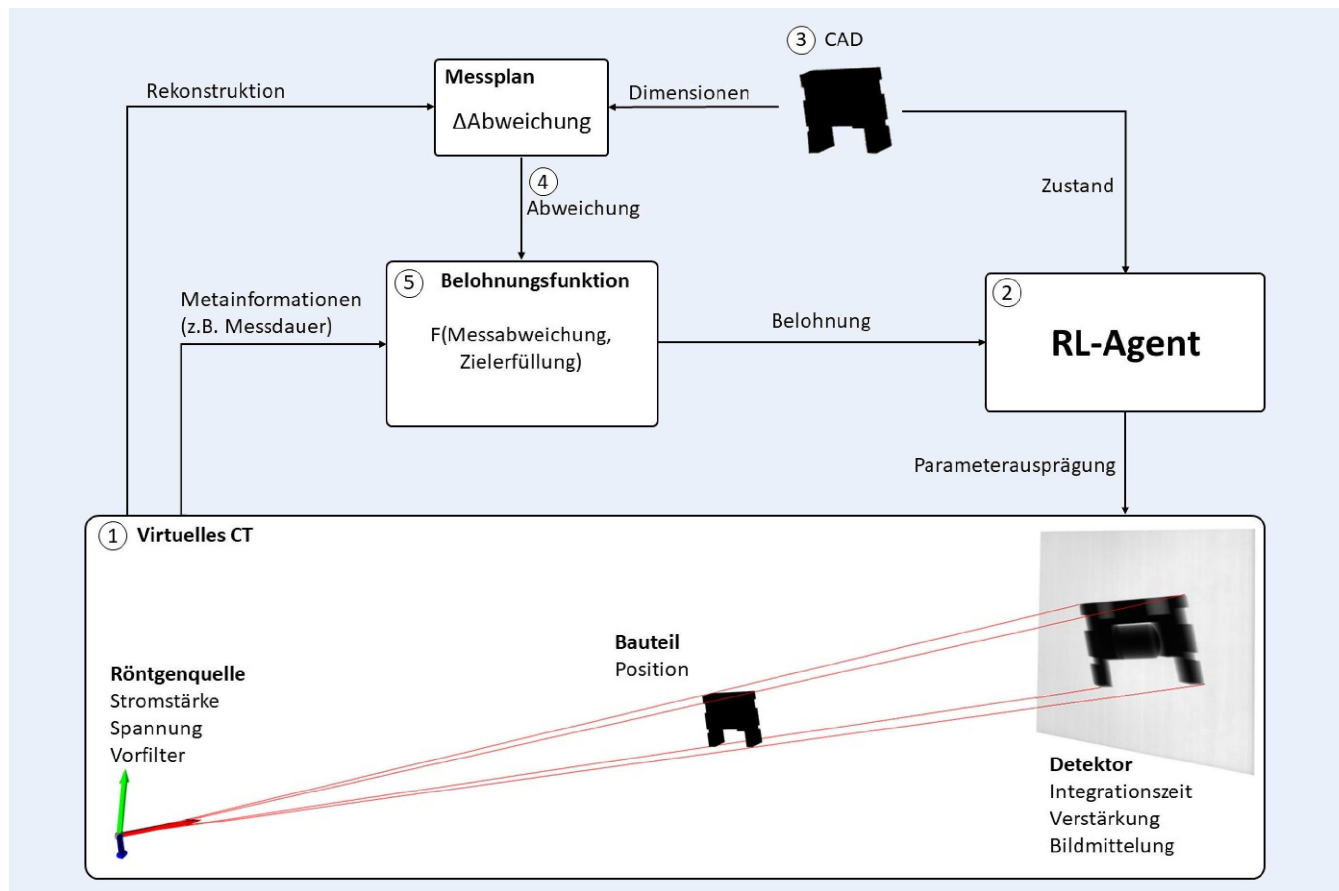 3 CAD
Messplan
ΔAbweichung
Rekonstruktion
Dimensionen
Zustand
4
Abweichung
5 Belohnungsfunktion
F(Messabweichung,
Zielerfüllung)
Metainformationen
(z.B. Messdauer)
Belohnung
2
RL-Agent
Parameterausprägung
1 Virtuelles CT
Röntgenquelle
Stromstärke
Spannung
Vorfilter
Bauteil
Position
Detektor
Integrationszeit
Verstärkung
Bildmittelung